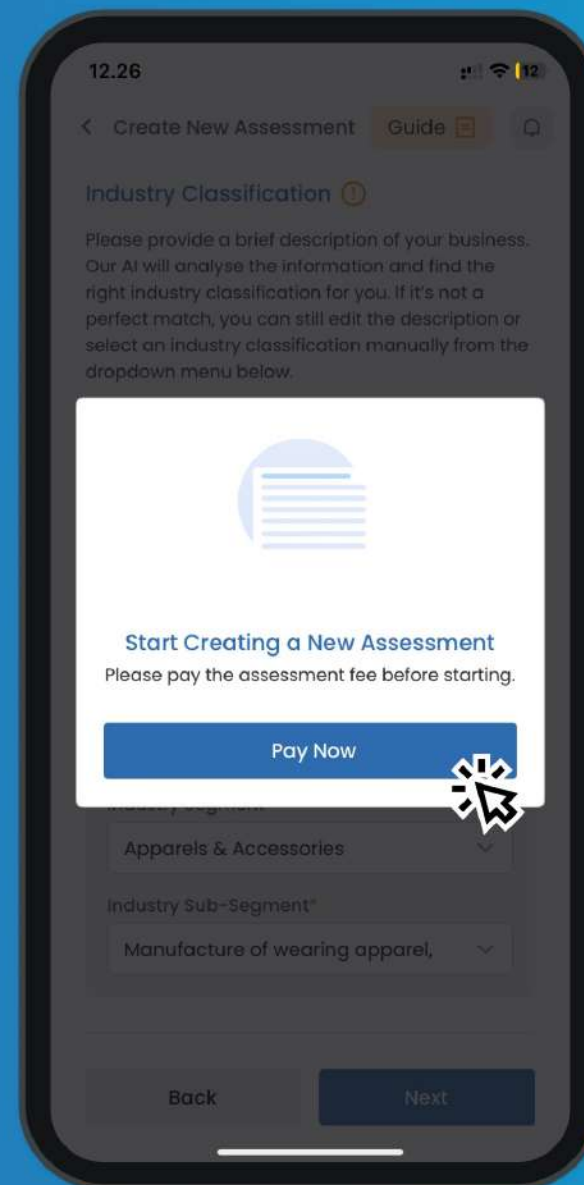 12.26
12
Create New Assessment
Guide
Industry Classification
Please provide a brief description of your business.
Our AI will analyse the information and find the
right industry classification for you. If it's not a
perfect match, you can still edit the description or
select an industry classification manually from the
dropdown menu below.
Start Creating a New Assessment
Please pay the assessment fee before starting.
Pay Now
Industry Segment
Apparels & Accessories
Industry Sub-Segment*
Manufacture of wearing apparel,
Back
Next